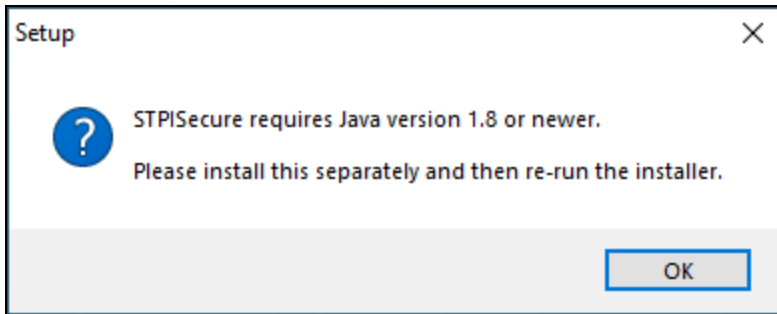 Setup
?
STPISecure requires Java version 1.8 or newer.
Please install this separately and then re-run the installer.
OK